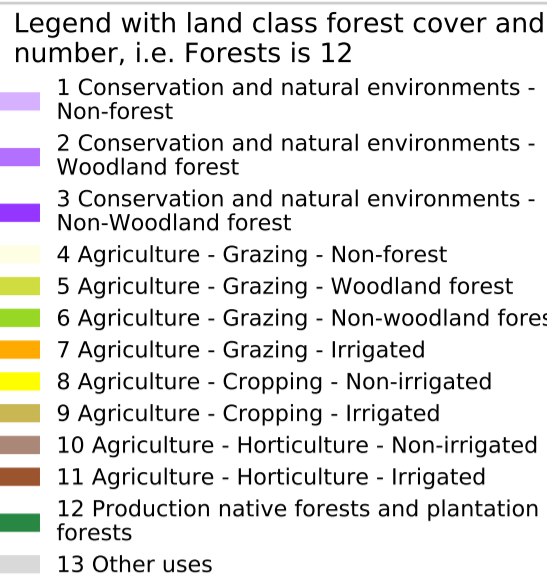 Legend with land class forest cover and
number, i.e. Forests is 12
1 Conservation and natural environments -
Non-forest
2 Conservation and natural environments -
Woodland forest
3 Conservation and natural environments -
Non-Woodland forest
4 Agriculture - Grazing - Non-forest
5 Agriculture - Grazing - Woodland forest
6 Agriculture - Grazing - Non-woodland fores
7 Agriculture - Grazing - Irrigated
8 Agriculture - Cropping - Non-irrigated
9 Agriculture - Cropping - Irrigated
10 Agriculture - Horticulture - Non-irrigated
11 Agriculture - Horticulture - Irrigated
12 Production native forests and plantation
forests
13 Other uses